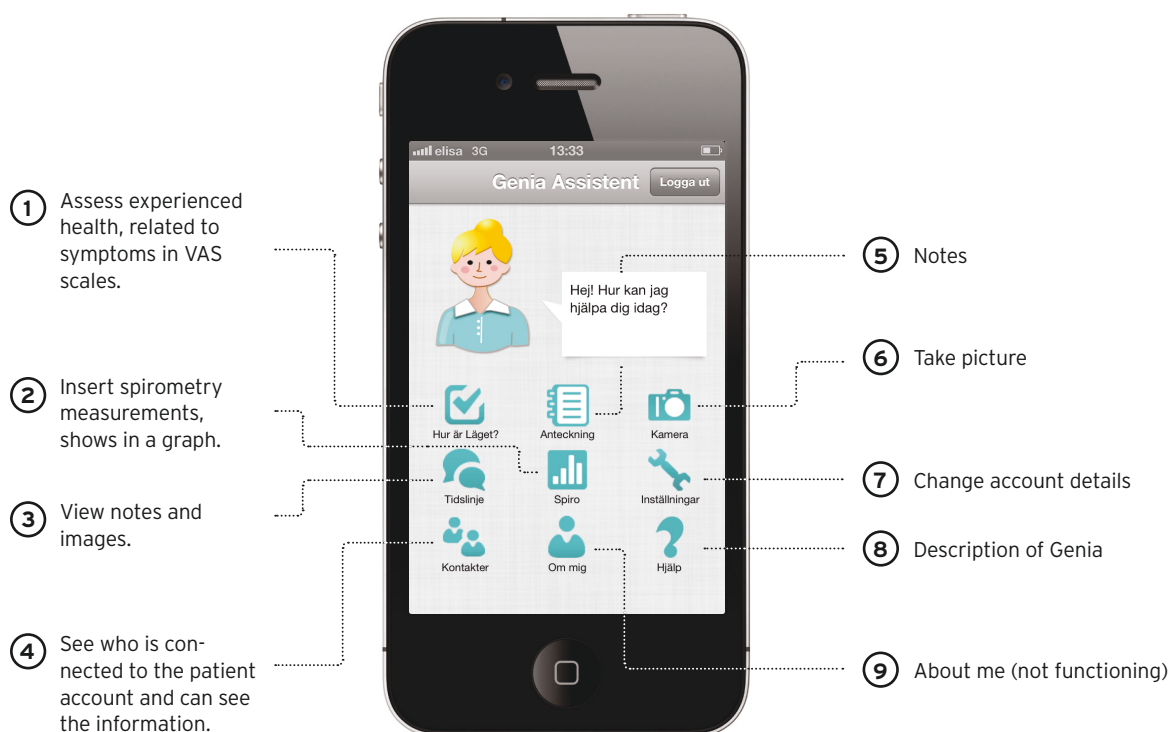 elisa 3G 13:33
Genia Assistent Logga ut
Hej! Hur kan jag
hjälpa dig idag?
Hur är Läget? Anteckning Kamera
Tidslinje Spiro Inställningar
Kontakter Om mig Hjälp
1 Assess experienced
health, related to
symptoms in VAS
scales.
2 Insert spirometry
measurements,
shows in a graph.
3 View notes and
images.
4 See who is con-
nected to the patient
account and can see
the information.
5 Notes
6 Take picture
7 Change account details
8 Description of Genia
9 About me (not functioning)